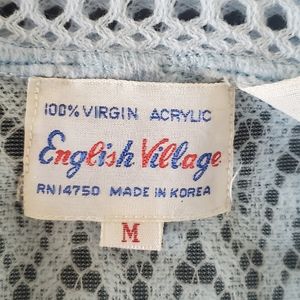 100% VIRGIN ACRYLIC
English Village
RN14750 MADE IN KOREA
M